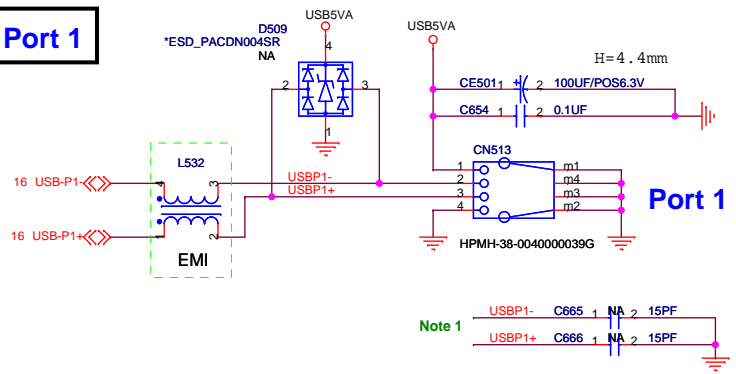 Port 1
D509
*ESD_PACDN004SR
NA
USB5VA
4
2
3
1
USB5VA
H=4.4mm
CE501 1 + 2 100UF/POS6.3V
C654 1 2 0.1UF
CN513
1
2
3
4
m1
m4
m3
m2
HPMH-38-0040000039G
Port 1
L532
16 USB-P1-
4
3
USBP1-
USBP1+
16 USB-P1+
1
2
EMI
Note 1
USBP1- C665 1 NA 2 15PF
USBP1+ C666 1 NA 2 15PF